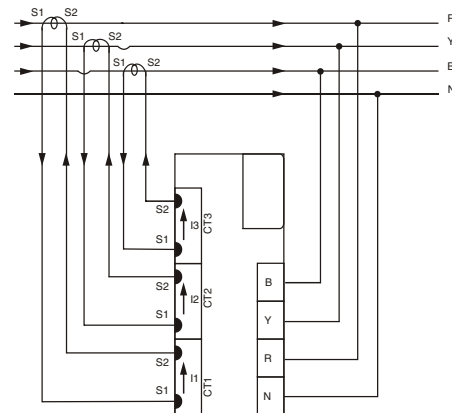 S1 S2 R
S1 S2 Y
S1 S2 B
N
S2
I3 CT3
S1
S2
I2 CT2
S1
S2
I1 CT1
S1
B
Y
R
N